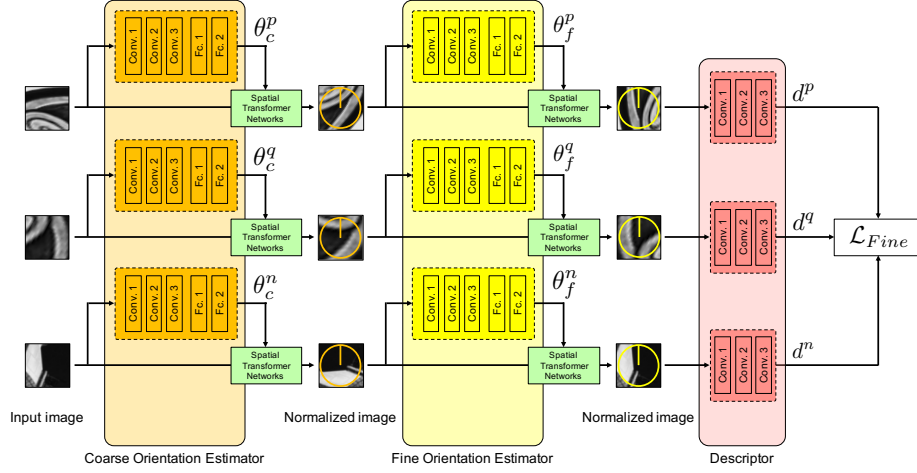 Conv. 1
Conv. 2
Conv. 3
Fc. 1
Fc. 2
θ_c^p
Spatial
Transformer
Networks
Conv. 1
Conv. 2
Conv. 3
Fc. 1
Fc. 2
θ_f^p
Spatial
Transformer
Networks
Conv. 1
Conv. 2
Conv. 3
d^p
Conv. 1
Conv. 2
Conv. 3
Fc. 1
Fc. 2
θ_c^q
Spatial
Transformer
Networks
Conv. 1
Conv. 2
Conv. 3
Fc. 1
Fc. 2
θ_f^q
Spatial
Transformer
Networks
Conv. 1
Conv. 2
Conv. 3
d^q
ℒ_Fine
Conv. 1
Conv. 2
Conv. 3
Fc. 1
Fc. 2
θ_c^n
Spatial
Transformer
Networks
Conv. 1
Conv. 2
Conv. 3
Fc. 1
Fc. 2
θ_f^n
Spatial
Transformer
Networks
Conv. 1
Conv. 2
Conv. 3
d^n
Input image
Normalized image
Normalized image
Coarse Orientation Estimator
Fine Orientation Estimator
Descriptor